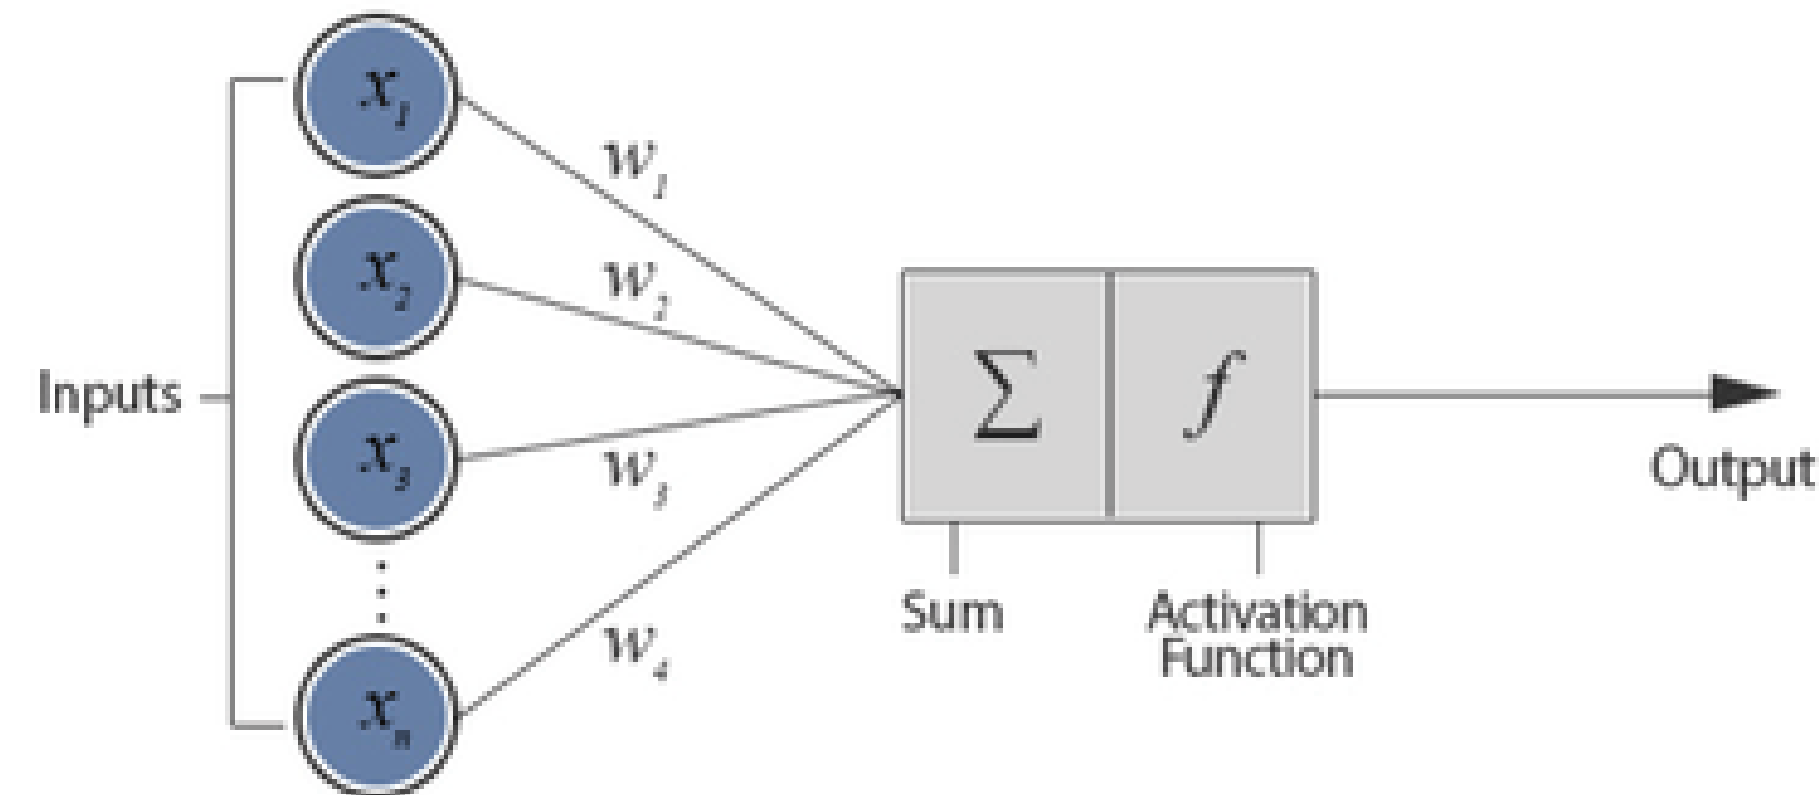 x₁
w₁
x₂
w₂
Inputs
x₃
w₃
Σ
f
Output
Sum
Activation
Function
w₄
xₙ